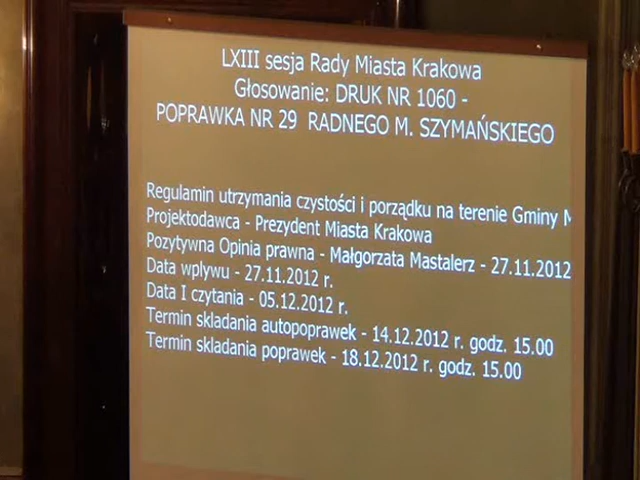 LXIII sesja Rady Miasta Krakowa
Głosowanie: DRUK NR 1060 -
POPRAWKA NR 29 RADNEGO M. SZYMAŃSKIEGO
Regulamin utrzymania czystości i porządku na terenie Gminy
Projektodawca - Prezydent Miasta Krakowa
Pozytywna Opinia prawna - Małgorzata Mastalerz - 27.11.2012
Data wpływu - 27.11.2012 r.
Data I czytania - 05.12.2012 r.
Termin składania autopoprawek - 14.12.2012 r. godz. 15.00
Termin składania poprawek - 18.12.2012 r. godz. 15.00